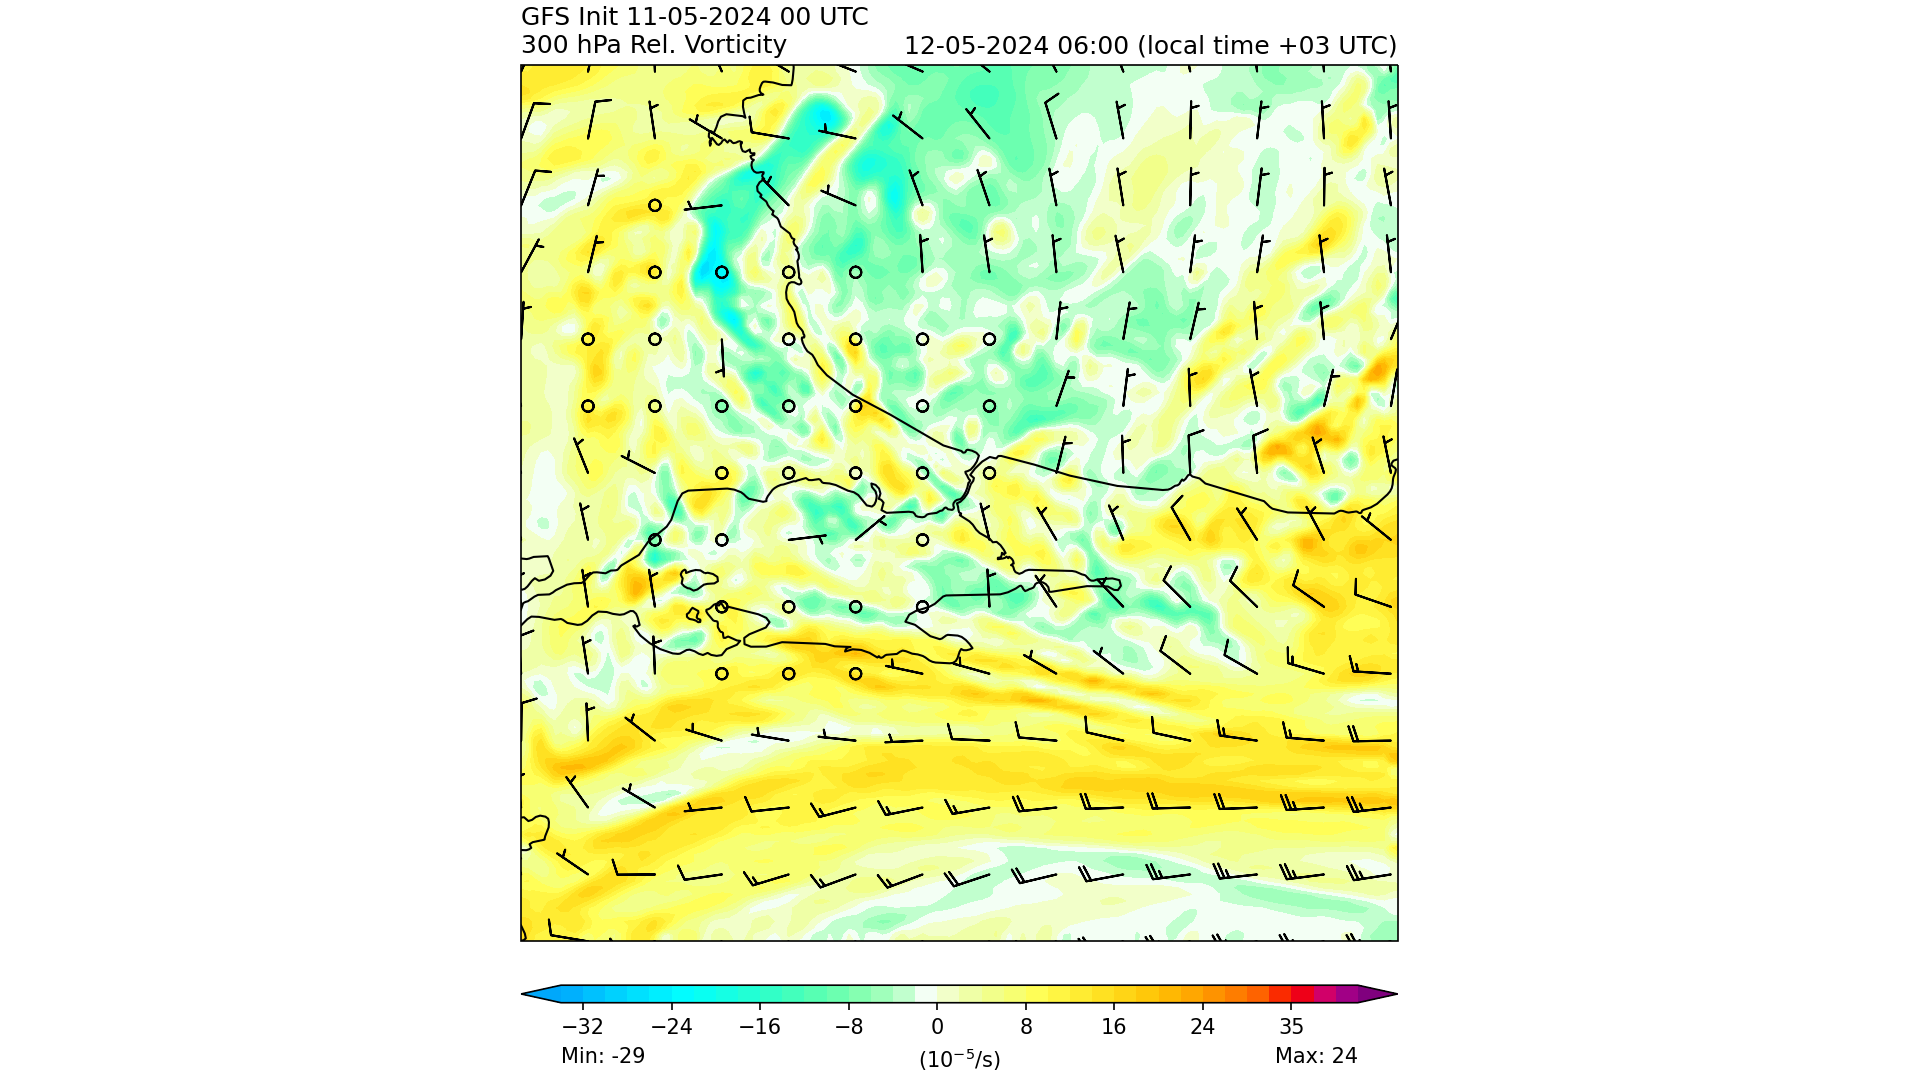 GFS Init 11-05-2024 00 UTC
300 hPa Rel. Vorticity
12-05-2024 06:00 (local time +03 UTC)
−32 −24 −16 −8 0 8 16 24 35
Min: -29
(10⁻⁵/s)
Max: 24